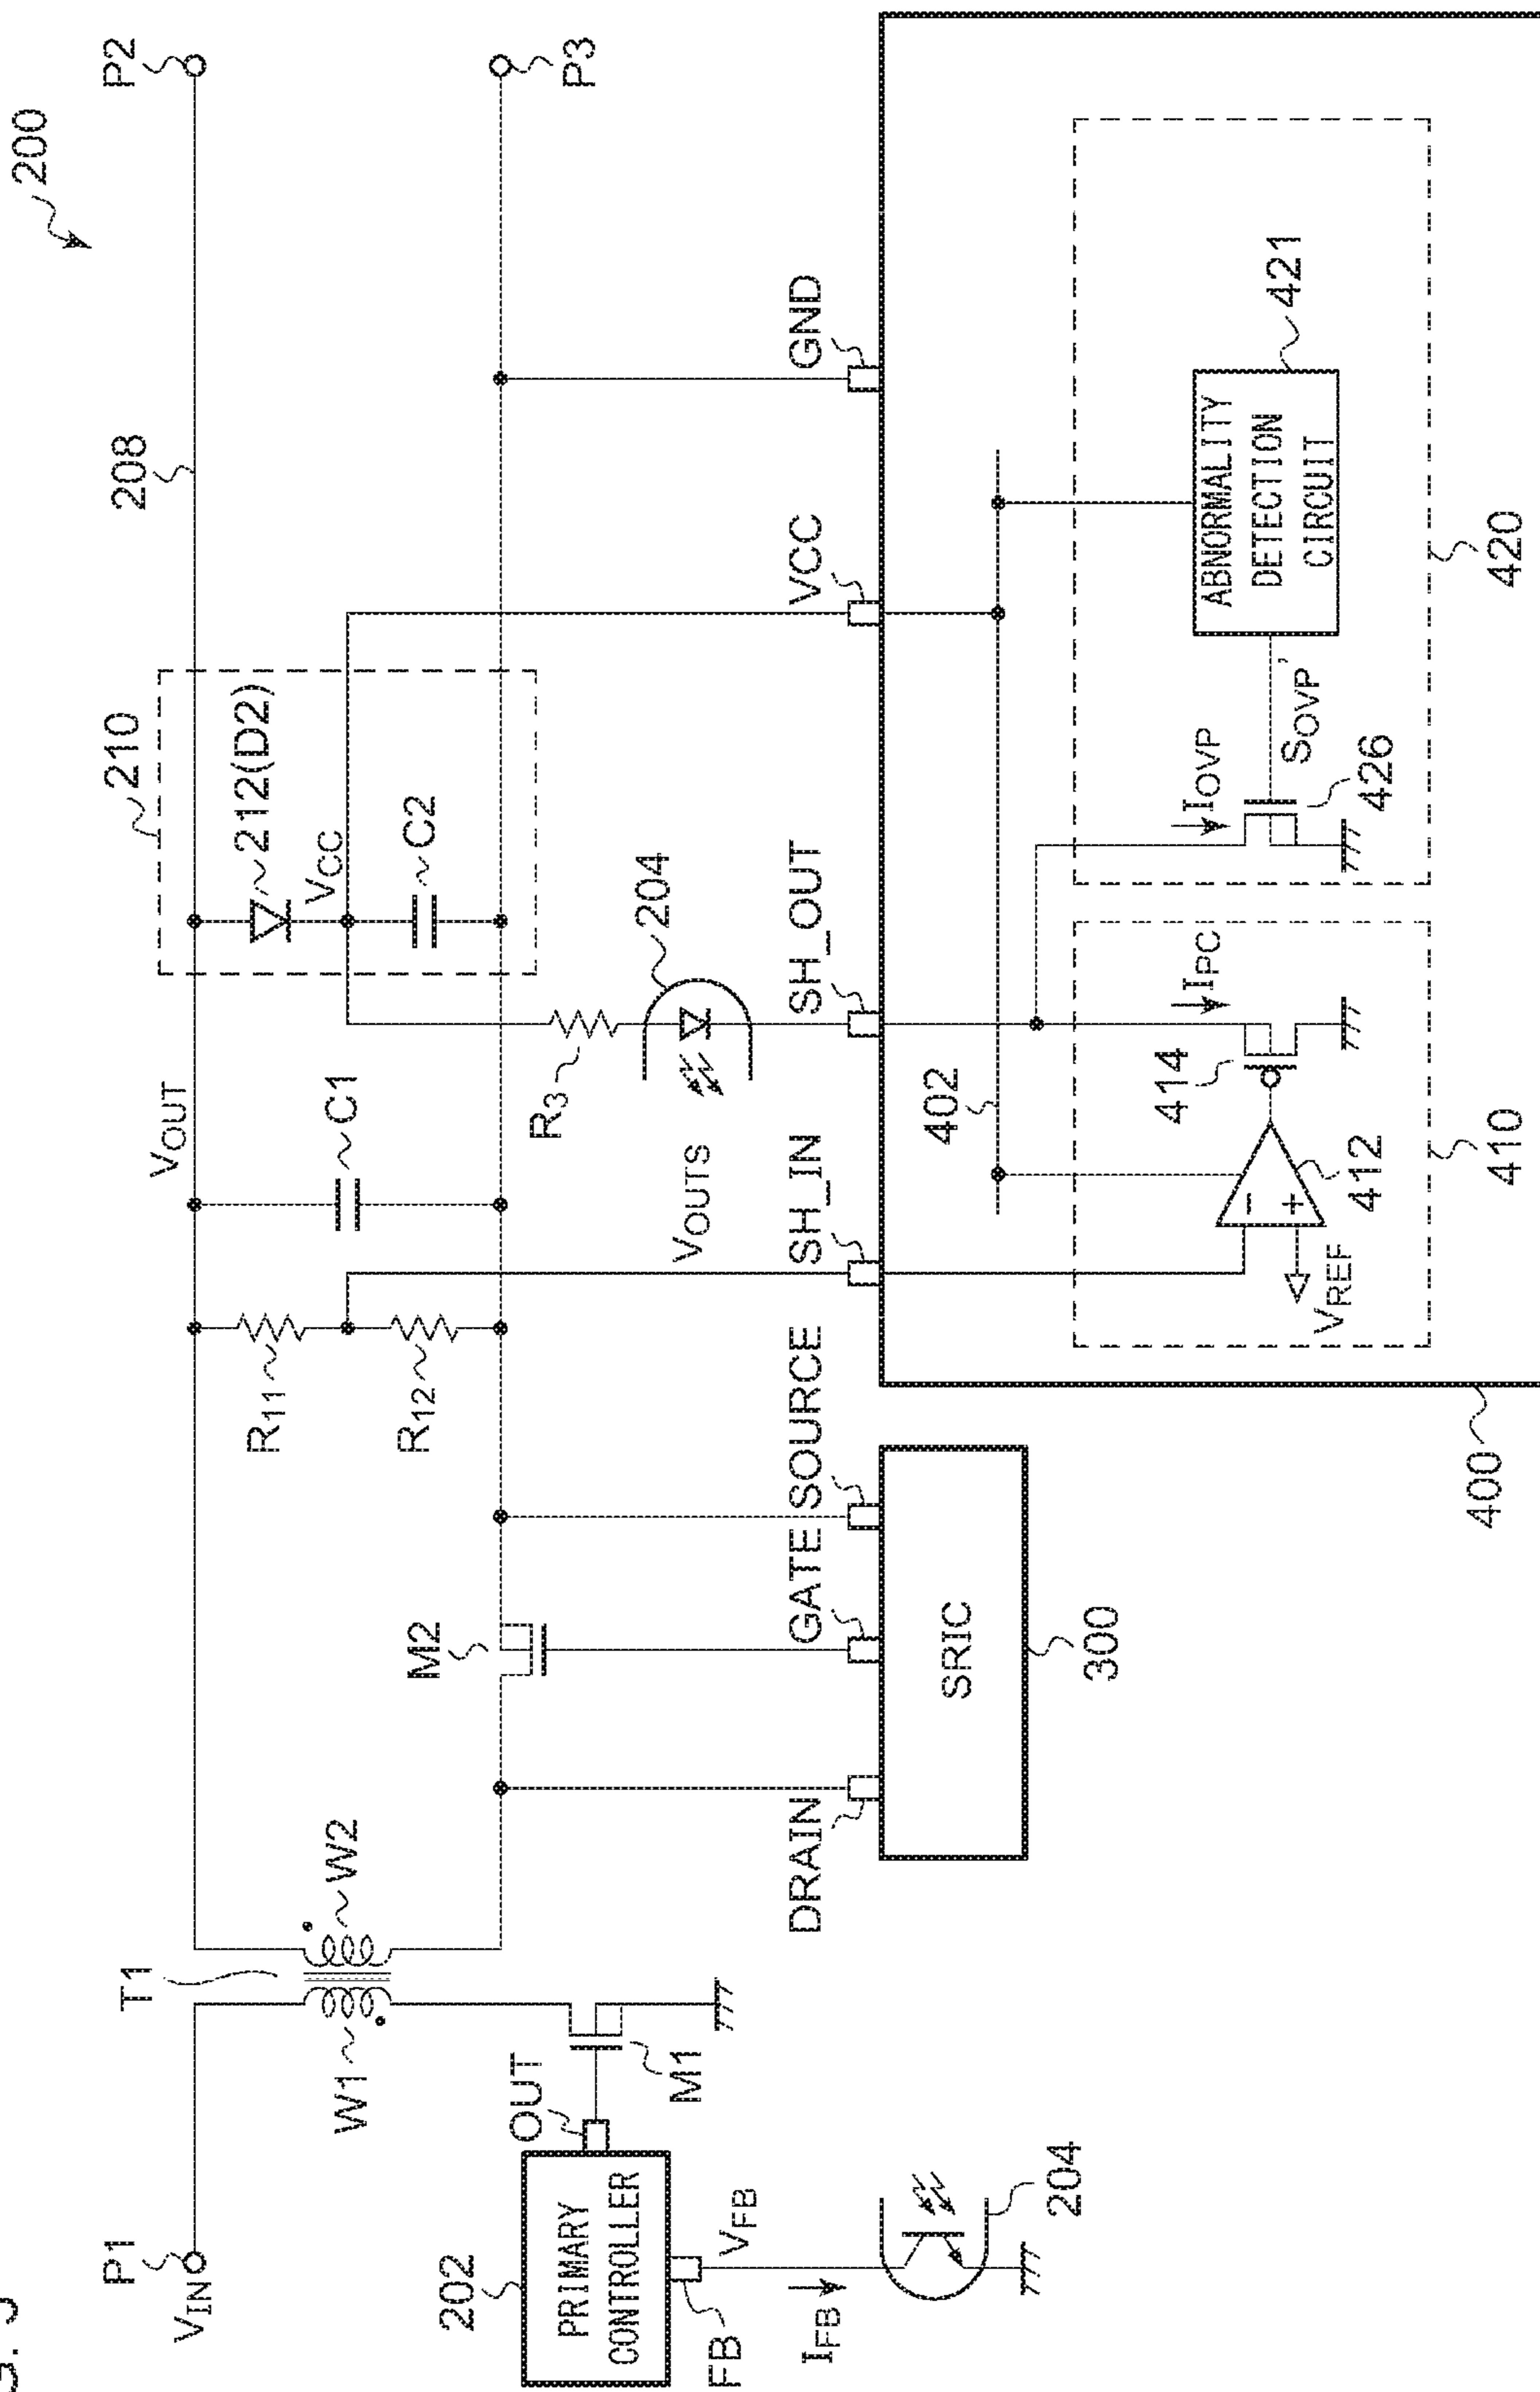 200
P1
VIN
T1
W1
W2
208
P2
P3
VOUT
R11
R12
C1
210
212(D2)
VCC
C2
M2
R3
204
VOUTS
202
PRIMARY
CONTROLLER
OUT
M1
FB
VFB
IFB
204
DRAIN
GATE
SOURCE
SRIC
300
SH_IN
SH_OUT
VCC
GND
400
402
410
412
414
IPC
VREF
-
+
420
IOVP
426
SOVP'
ABNORMALITY
DETECTION
CIRCUIT
421